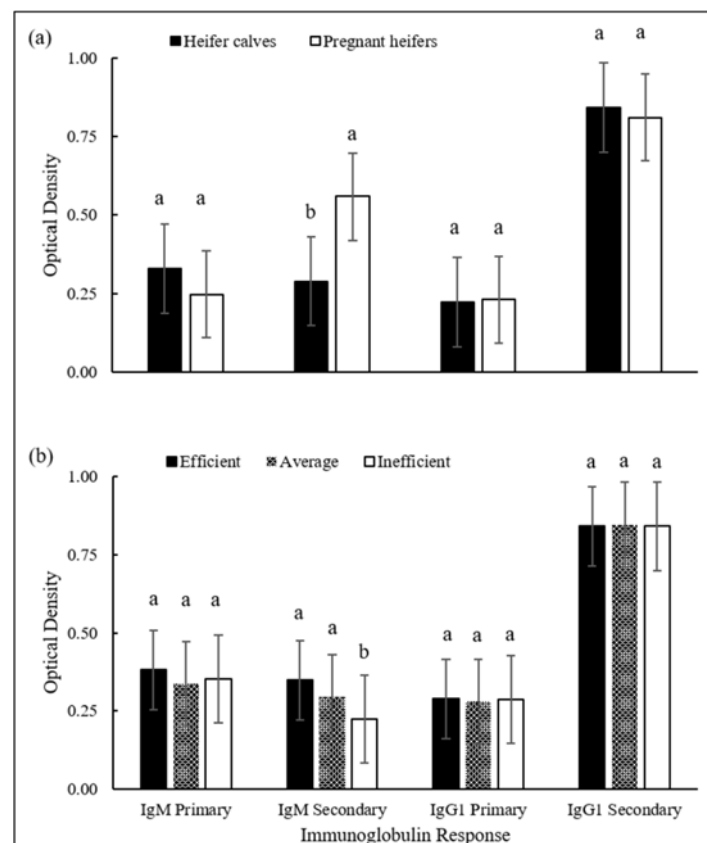 (a)
Heifer calves Pregnant heifers
Optical Density
1.00
0.75
0.50
0.25
0.00
a a b a a a a a
(b)
Efficient Average Inefficient
Optical Density
1.00
0.75
0.50
0.25
0.00
a a a a a b a a a a a a
IgM Primary IgM Secondary IgG1 Primary IgG1 Secondary
Immunoglobulin Response